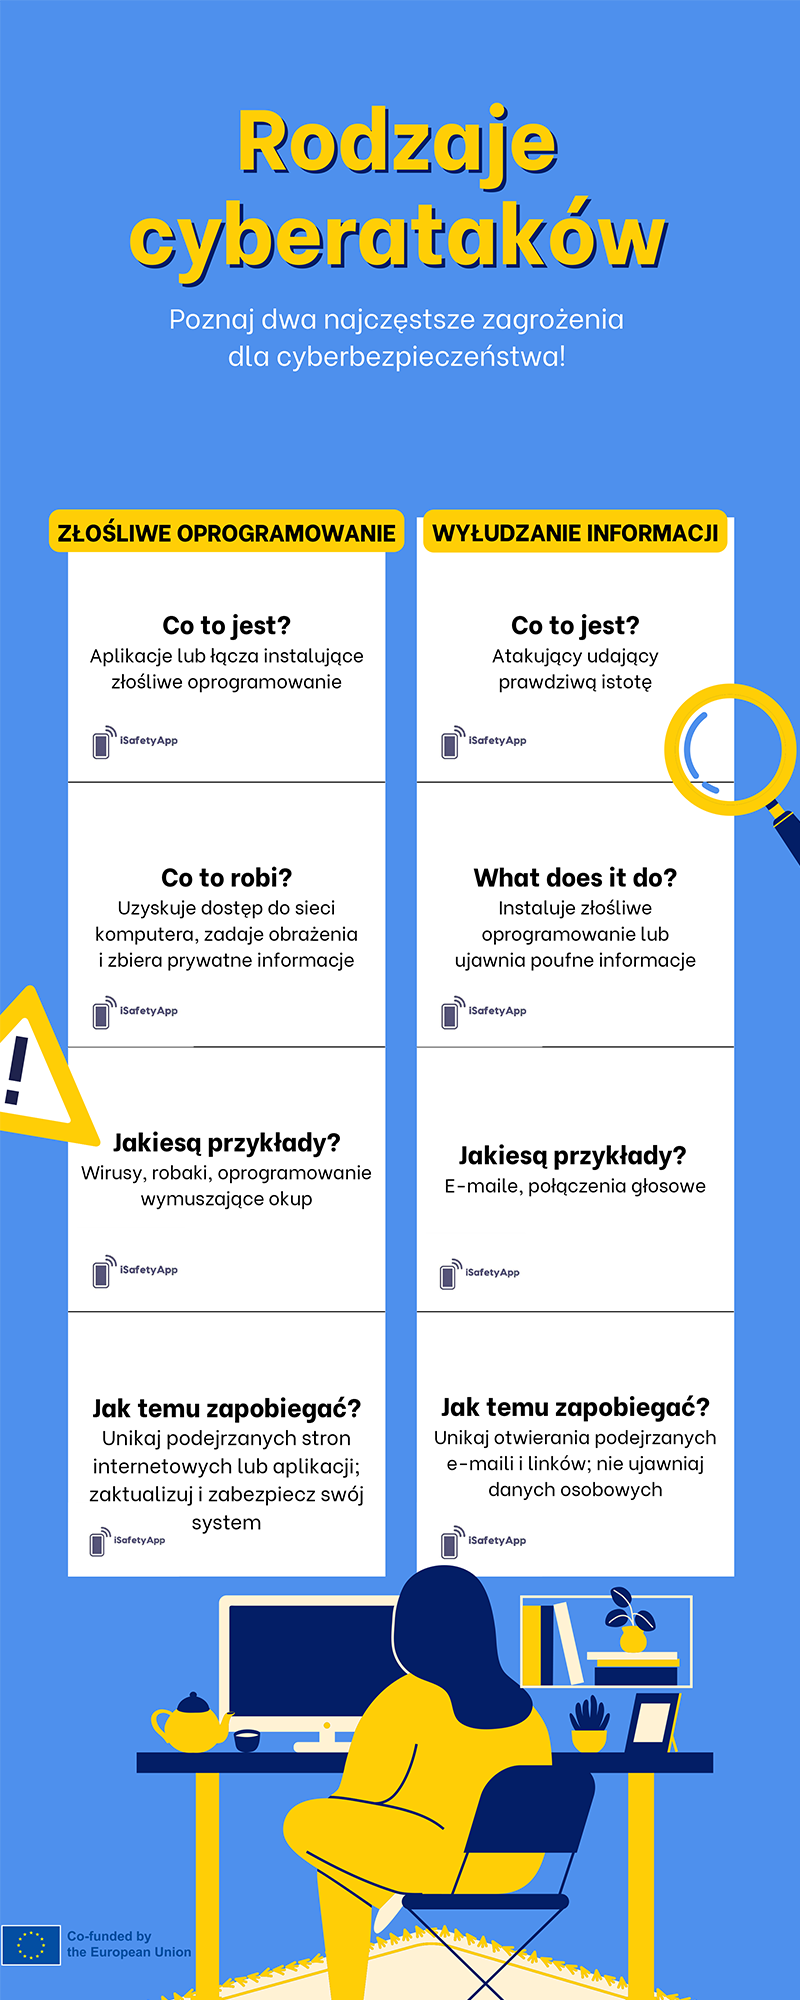 Rodzaje
cyberataków
Poznaj dwa najczęstsze zagrożenia
dla cyberbezpieczeństwa!
ZŁOŚLIWE OPROGRAMOWANIE
Co to jest?
Aplikacje lub łącza instalujące
złośliwe oprogramowanie
iSafetyApp
Co to robi?
Uzyskuje dostęp do sieci
komputera, zadaje obrażenia
i zbiera prywatne informacje
iSafetyApp
Jakiesą przykłady?
Wirusy, robaki, oprogramowanie
wymuszające okup
iSafetyApp
Jak temu zapobiegać?
Unikaj podejrzanych stron
internetowych lub aplikacji;
zaktualizuj i zabezpiecz swój
system
iSafetyApp
WYŁUDZANIE INFORMACJI
Co to jest?
Atakujący udający
prawdziwą istotę
iSafetyApp
What does it do?
Instaluje złośliwe
oprogramowanie lub
ujawnia poufne informacje
iSafetyApp
Jakiesą przykłady?
E-maile, połączenia głosowe
iSafetyApp
Jak temu zapobiegać?
Unikaj otwierania podejrzanych
e-maili i linków; nie ujawniaj
danych osobowych
iSafetyApp
!
Co-funded by
the European Union